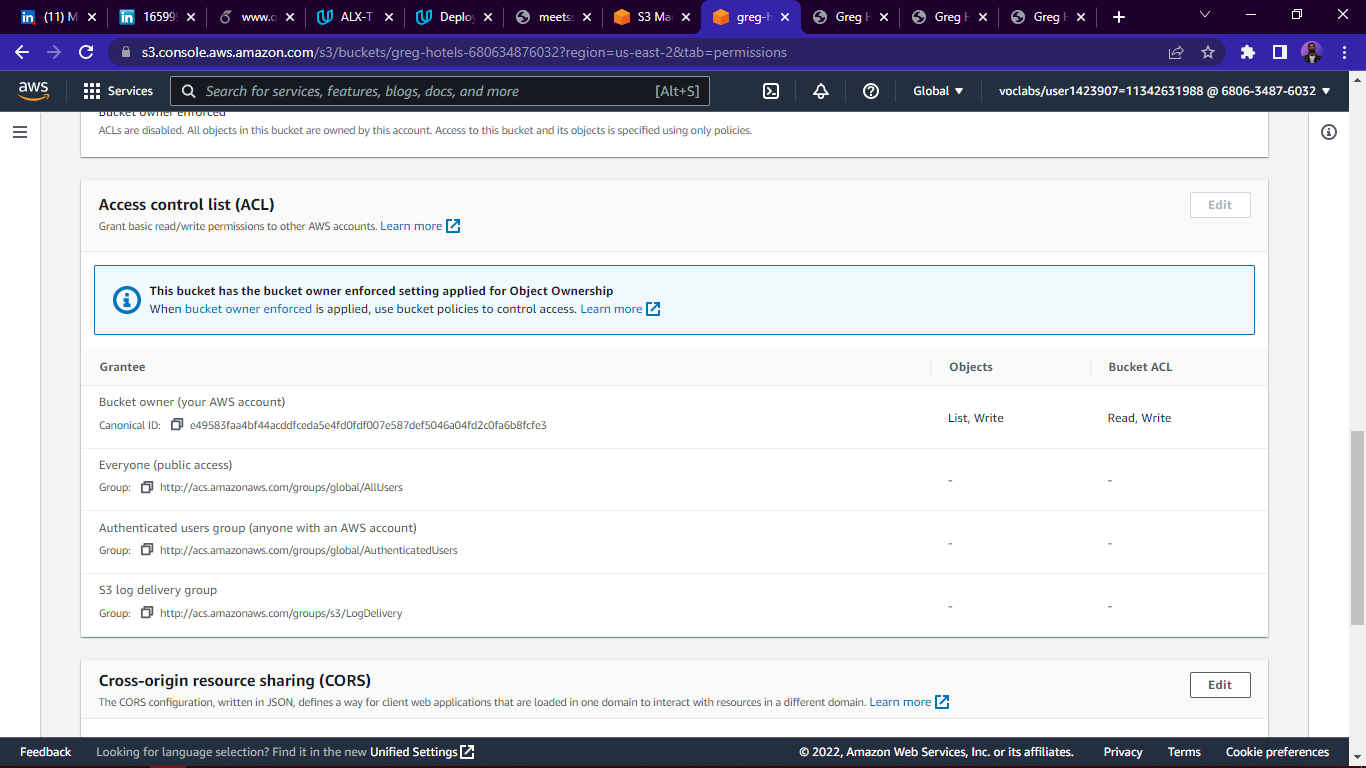 (11) M
16599
www.c
ALX-T
Deploy
meets
S3 Ma
greg-h
Greg H
Greg H
Greg H
s3.console.aws.amazon.com/s3/buckets/greg-hotels-680634876032?region=us-east-2&tab=permissions
aws
Services
Search for services, features, blogs, docs, and more
[Alt+S]
Global
voclabs/user1423907=11342631988 @ 6806-3487-6032
Bucket owner enforced
ACLs are disabled. All objects in this bucket are owned by this account. Access to this bucket and its objects is specified using only policies.
Access control list (ACL)
Edit
Grant basic read/write permissions to other AWS accounts. Learn more
This bucket has the bucket owner enforced setting applied for Object Ownership
When bucket owner enforced is applied, use bucket policies to control access. Learn more
Grantee
Objects
Bucket ACL
Bucket owner (your AWS account)
Canonical ID: e49583faa4bf44acddfceda5e4fd0fdf007e587def5046a04fd2c0fa6b8fcfe3
List, Write
Read, Write
Everyone (public access)
Group: http://acs.amazonaws.com/groups/global/AllUsers
-
-
Authenticated users group (anyone with an AWS account)
Group: http://acs.amazonaws.com/groups/global/AuthenticatedUsers
-
-
S3 log delivery group
Group: http://acs.amazonaws.com/groups/s3/LogDelivery
-
-
Cross-origin resource sharing (CORS)
Edit
The CORS configuration, written in JSON, defines a way for client web applications that are loaded in one domain to interact with resources in a different domain. Learn more
Feedback
Looking for language selection? Find it in the new Unified Settings
© 2022, Amazon Web Services, Inc. or its affiliates.
Privacy
Terms
Cookie preferences